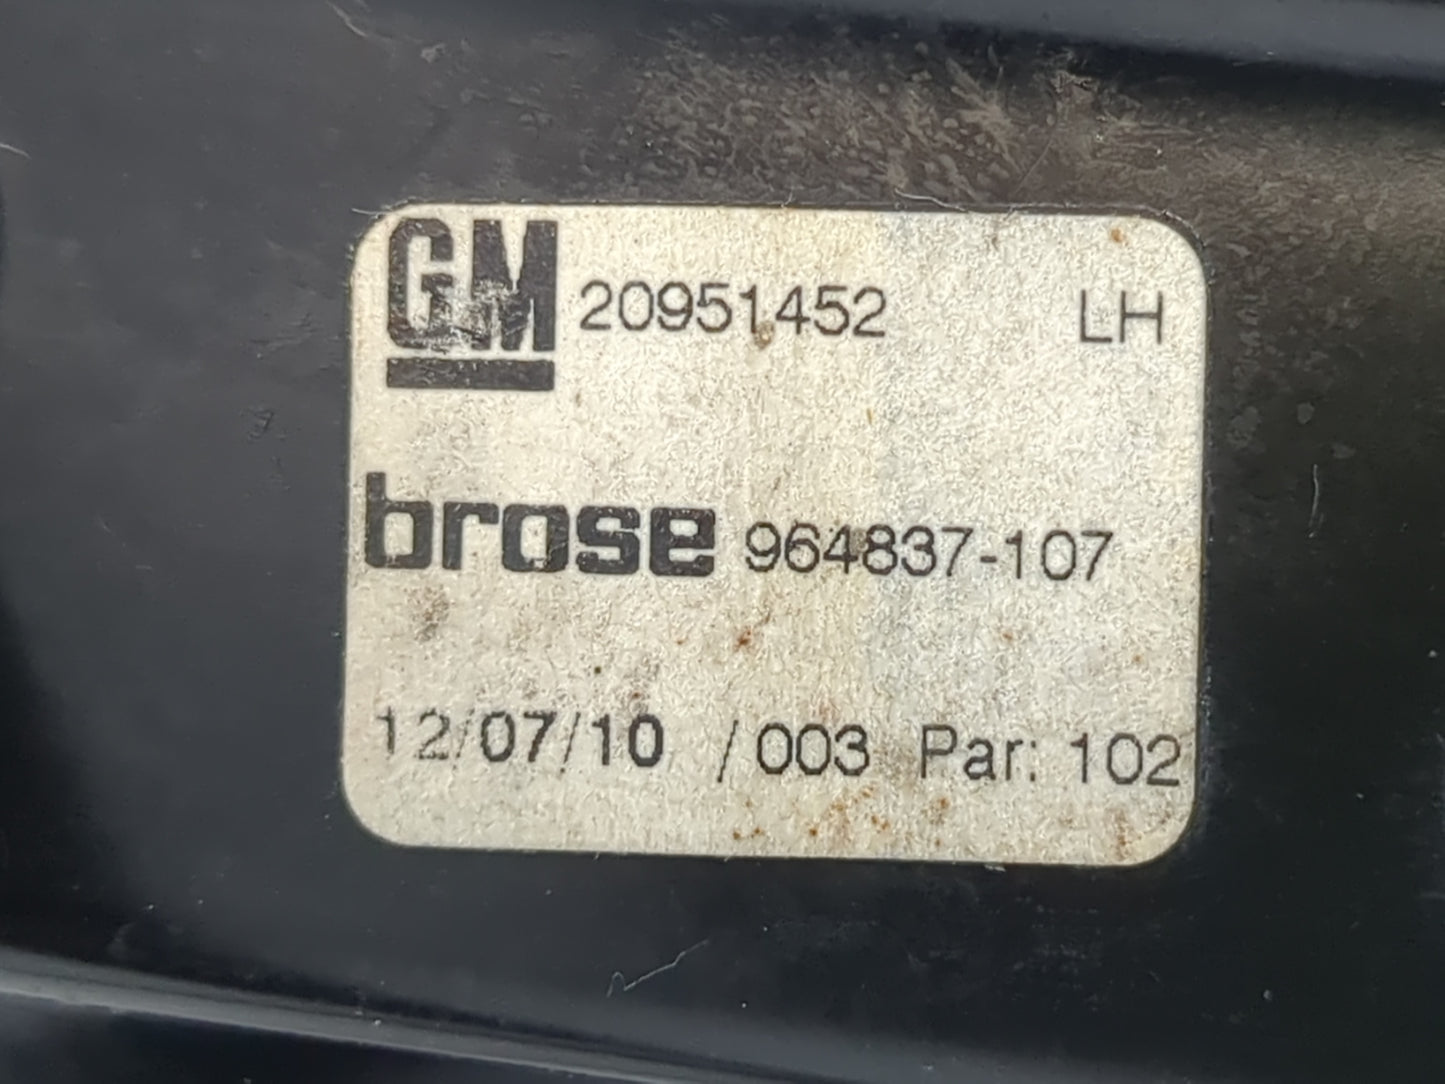 GM 20951452 LH
brose 964837-107
12/07/10 /003 Par: 102